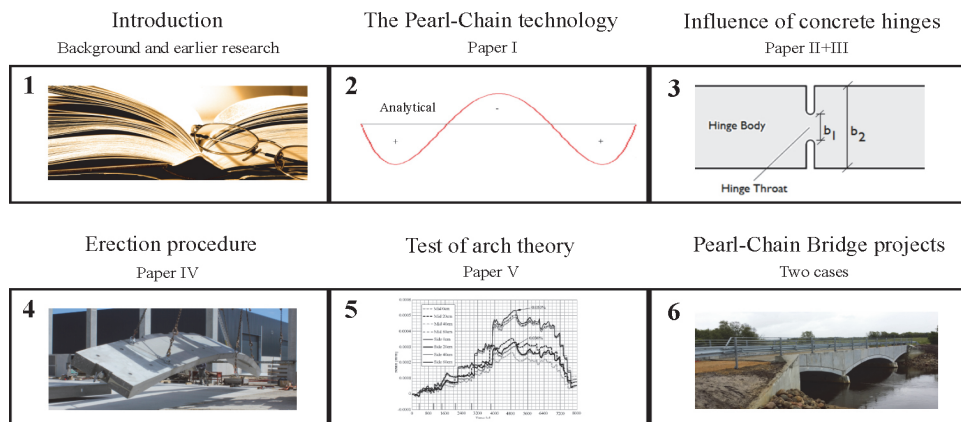 Introduction
Background and earlier research
The Pearl-Chain technology
Paper I
Influence of concrete hinges
Paper II+III
1
2
Analytical
-
+
+
3
Hinge Body
b1
b2
Hinge Throat
Erection procedure
Paper IV
Test of arch theory
Paper V
Pearl-Chain Bridge projects
Two cases
4
5
6